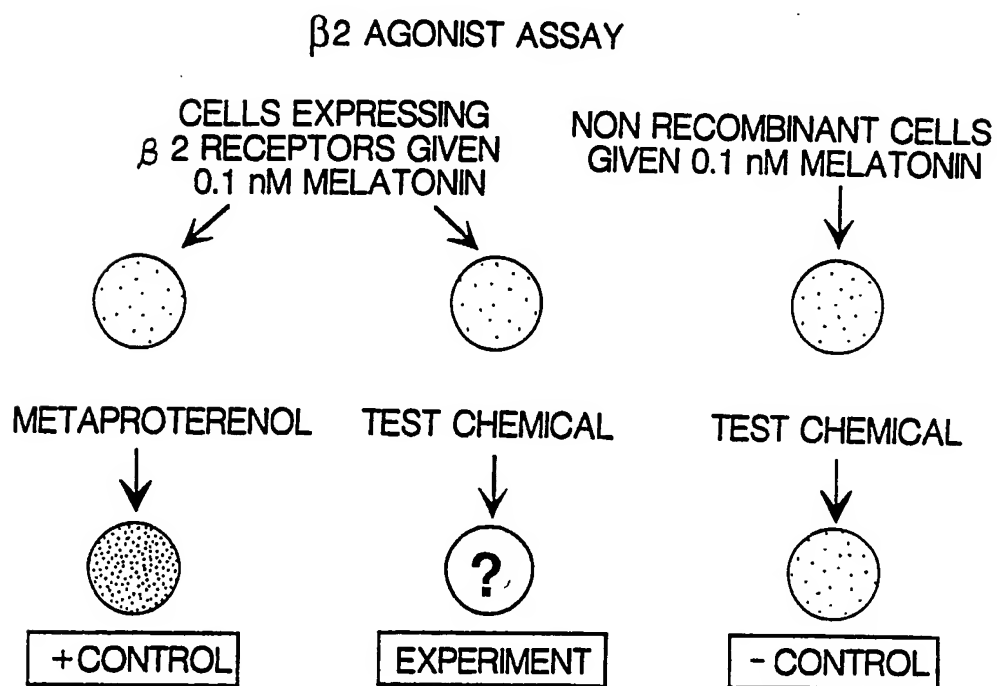 β2 AGONIST ASSAY
CELLS EXPRESSING
β 2 RECEPTORS GIVEN
0.1 nM MELATONIN
NON RECOMBINANT CELLS
GIVEN 0.1 nM MELATONIN
METAPROTERENOL
TEST CHEMICAL
TEST CHEMICAL
?
+ CONTROL
EXPERIMENT
- CONTROL